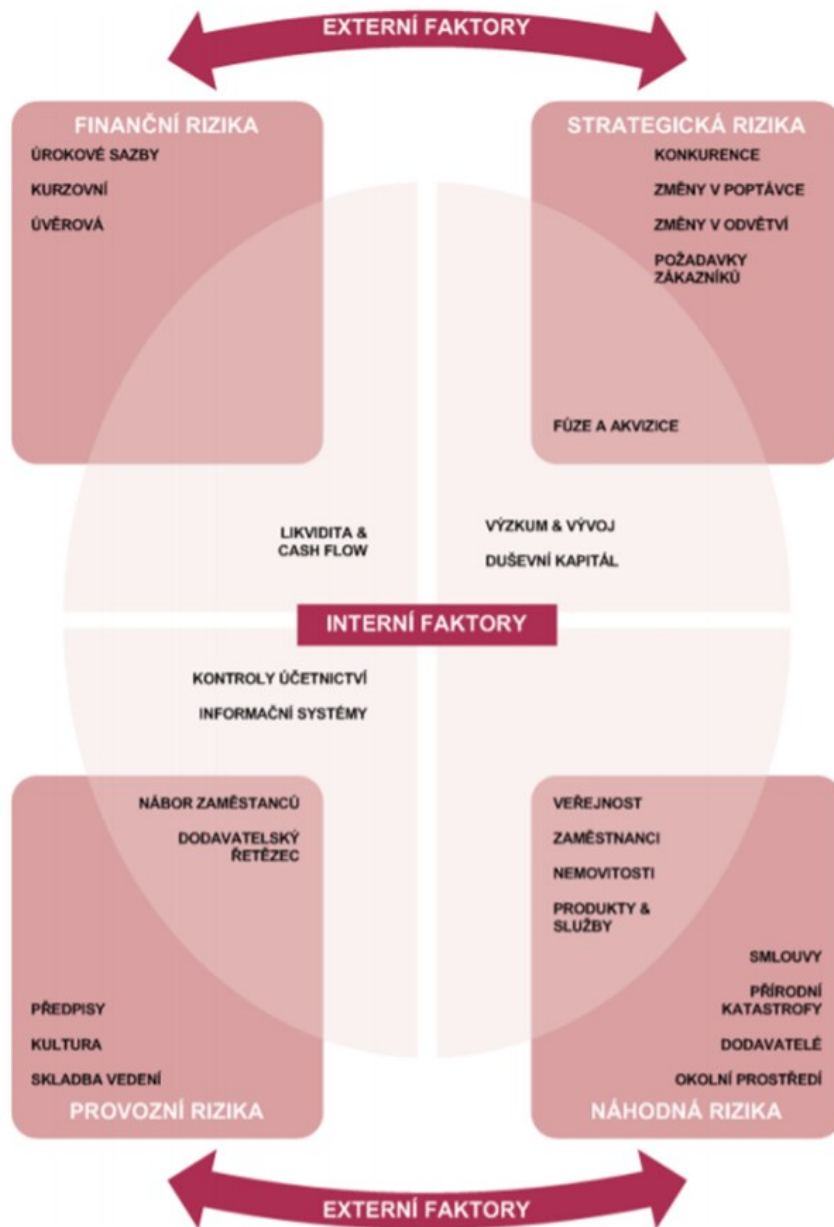 EXTERNÍ FAKTORY
FINANČNÍ RIZIKA
ÚROKOVÉ SAZBY
KURZOVNÍ
ÚVĚROVÁ
STRATEGICKÁ RIZIKA
KONKURENCE
ZMĚNY V POPTÁVCE
ZMĚNY V ODVĚTVÍ
POŽADAVKY
ZÁKAZNÍKŮ
FŮZE A AKVIZICE
LIKVIDITA &
CASH FLOW
VÝZKUM & VÝVOJ
DUŠEVNÍ KAPITÁL
INTERNÍ FAKTORY
KONTROLY ÚČETNICTVÍ
INFORMAČNÍ SYSTÉMY
NÁBOR ZAMĚSTANCŮ
DODAVATELSKÝ
ŘETĚZEC
PŘEDPISY
KULTURA
SKLADBA VEDENÍ
PROVOZNÍ RIZIKA
VEŘEJNOST
ZAMĚSTNANCI
NEMOVITOSTI
PRODUKTY &
SLUŽBY
SMLOUVY
PŘÍRODNÍ
KATASTROFY
DODAVATELÉ
OKOLNÍ PROSTŘEDÍ
NÁHODNÁ RIZIKA
EXTERNÍ FAKTORY